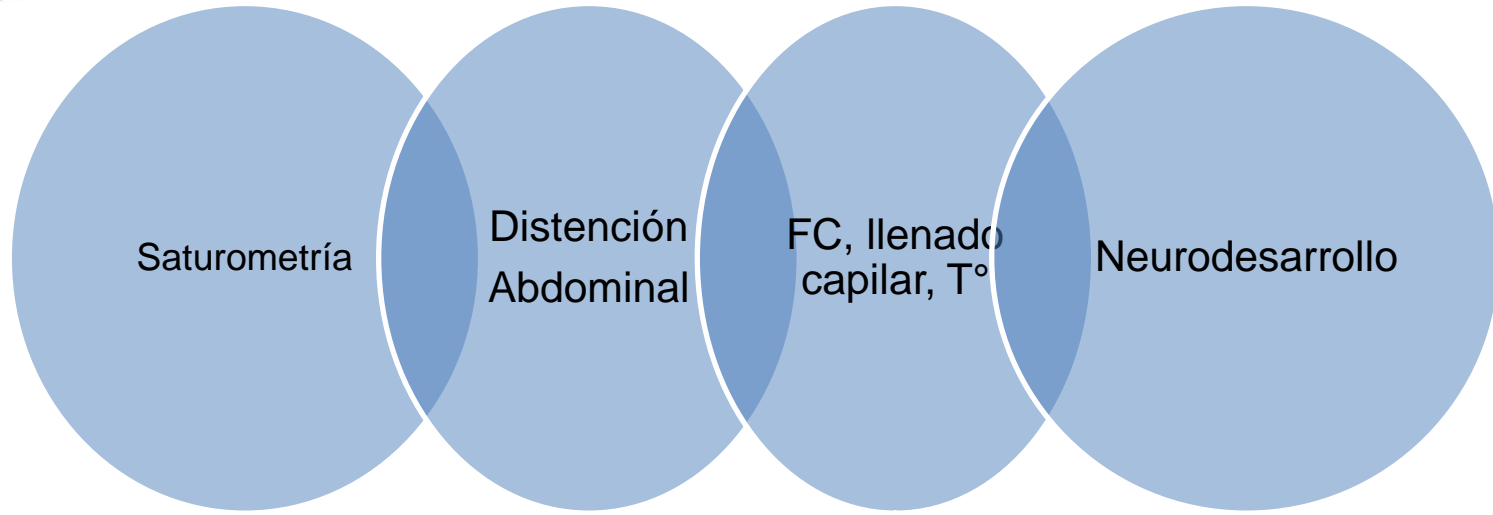 Saturometría
Distención
Abdominal
FC, llenado
capilar, T°
Neurodesarrollo